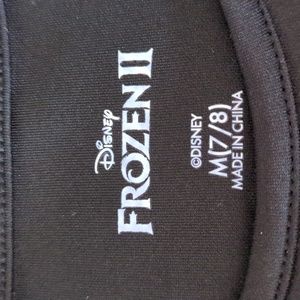 Disney
FROZEN II
©DISNEY
M(7/8)
MADE IN CHINA